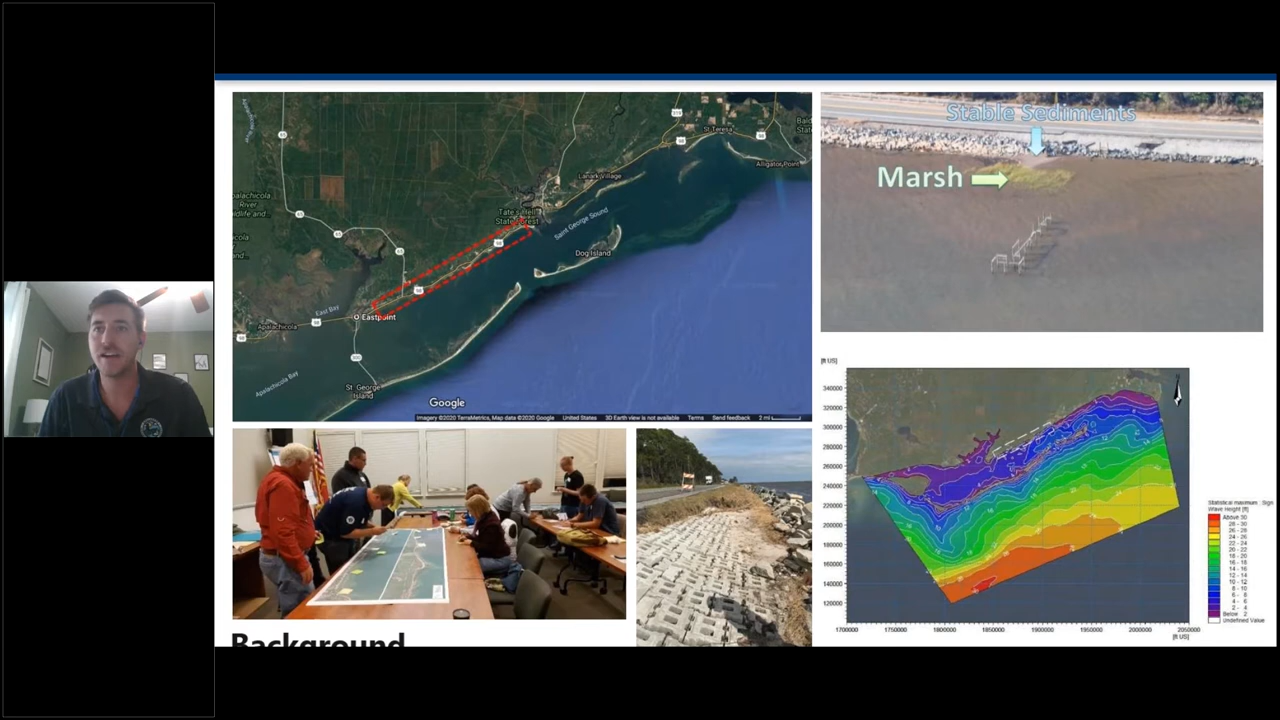 St Teresa
Alligator Point
Lanark Village
Tate's Hell
State Forest
Saint George Sound
Dog Island
East Bay
Eastpoint
Apalachicola
Apalachicola Bay
St. George
Island
Google
Imagery ©2020 TerraMetrics, Map data ©2020 Google
United States
3D Earth view is not available
Terms
Send feedback
2 mi
Stable Sediments
Marsh
[ft US]
340000
320000
300000
280000
260000
240000
220000
200000
180000
160000
140000
120000
1700000
1750000
1800000
1850000
1900000
1950000
2000000
2050000
[ft US]
Statistical maximum : Sign
Wave Height [ft]
Above 30
28 - 30
26 - 28
24 - 26
22 - 24
20 - 22
18 - 20
16 - 18
14 - 16
12 - 14
10 - 12
8 - 10
6 - 8
4 - 6
2 - 4
Below 2
Undefined Value
Background